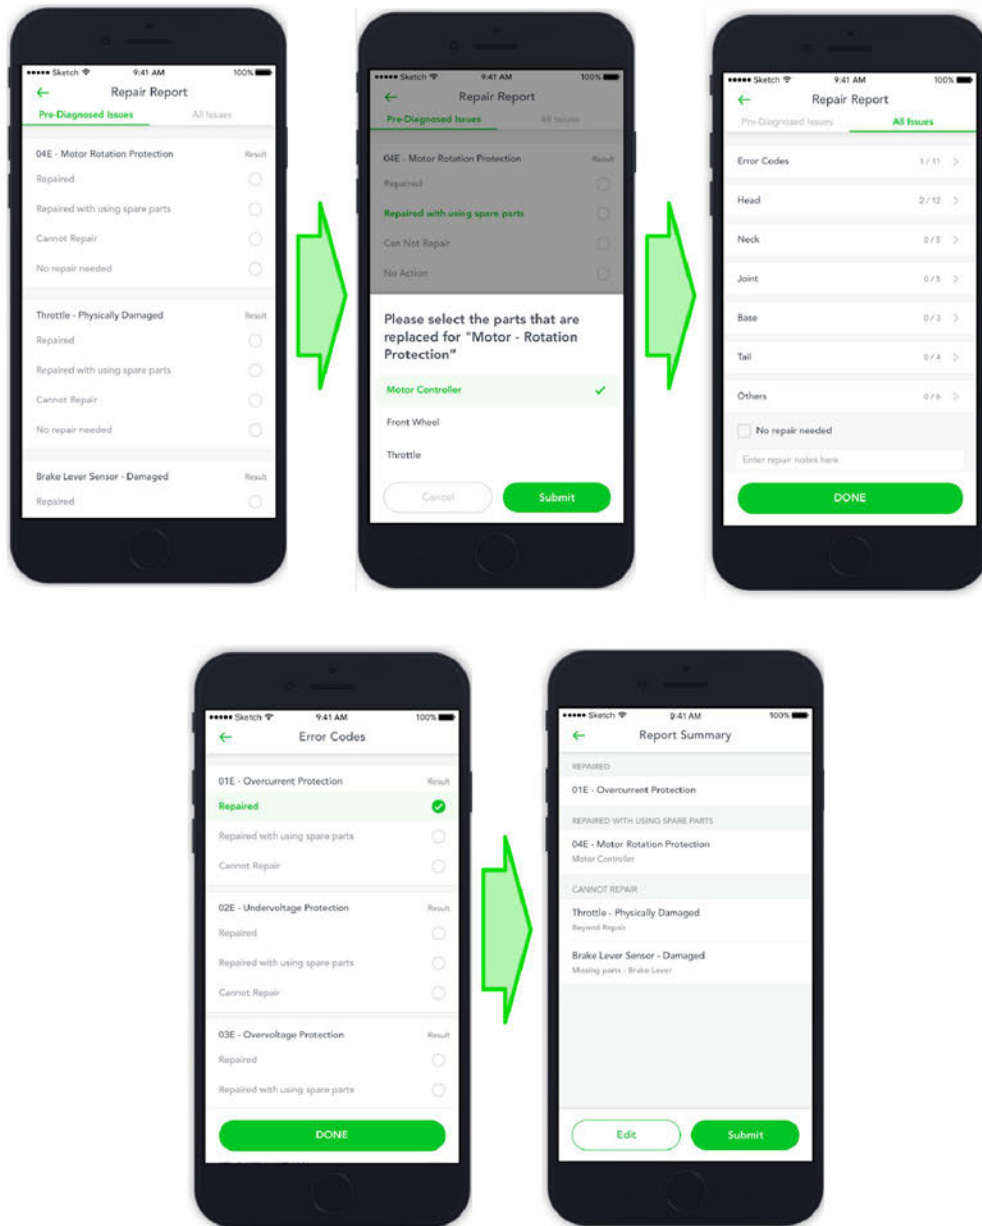 Sketch 9:41 AM 100%
Repair Report
Pre-Diagnosed Issues All Issues
04E - Motor Rotation Protection Result
Repaired
Repaired with using spare parts
Cannot Repair
No repair needed
Throttle - Physically Damaged Result
Repaired
Repaired with using spare parts
Cannot Repair
No repair needed
Brake Lever Sensor - Damaged Result
Repaired
Sketch 9:41 AM 100%
Repair Report
Pre-Diagnosed Issues All Issues
04E - Motor Rotation Protection Result
Repaired
Repaired with using spare parts
Can Not Repair
No Action
Please select the parts that are
replaced for "Motor - Rotation
Protection"
Motor Controller
Front Wheel
Throttle
Cancel Submit
Sketch 9:41 AM 100%
Repair Report
Pre-Diagnosed Issues All Issues
Error Codes 1 / 11
Head 2 / 12
Neck 0 / 5
Joint 0 / 5
Base 0 / 3
Tail 0 / 4
Others 0 / 6
No repair needed
Enter repair notes here
DONE
Sketch 9:41 AM 100%
Error Codes
01E - Overcurrent Protection Result
Repaired
Repaired with using spare parts
Cannot Repair
02E - Undervoltage Protection Result
Repaired
Repaired with using spare parts
Cannot Repair
03E - Overvoltage Protection Result
Repaired
Repaired with using spare parts
DONE
Sketch 9:41 AM 100%
Report Summary
REPAIRED
01E - Overcurrent Protection
REPAIRED WITH USING SPARE PARTS
04E - Motor Rotation Protection
Motor Controller
CANNOT REPAIR
Throttle - Physically Damaged
Beyond Repair
Brake Lever Sensor - Damaged
Missing parts - Brake Lever
Edit Submit